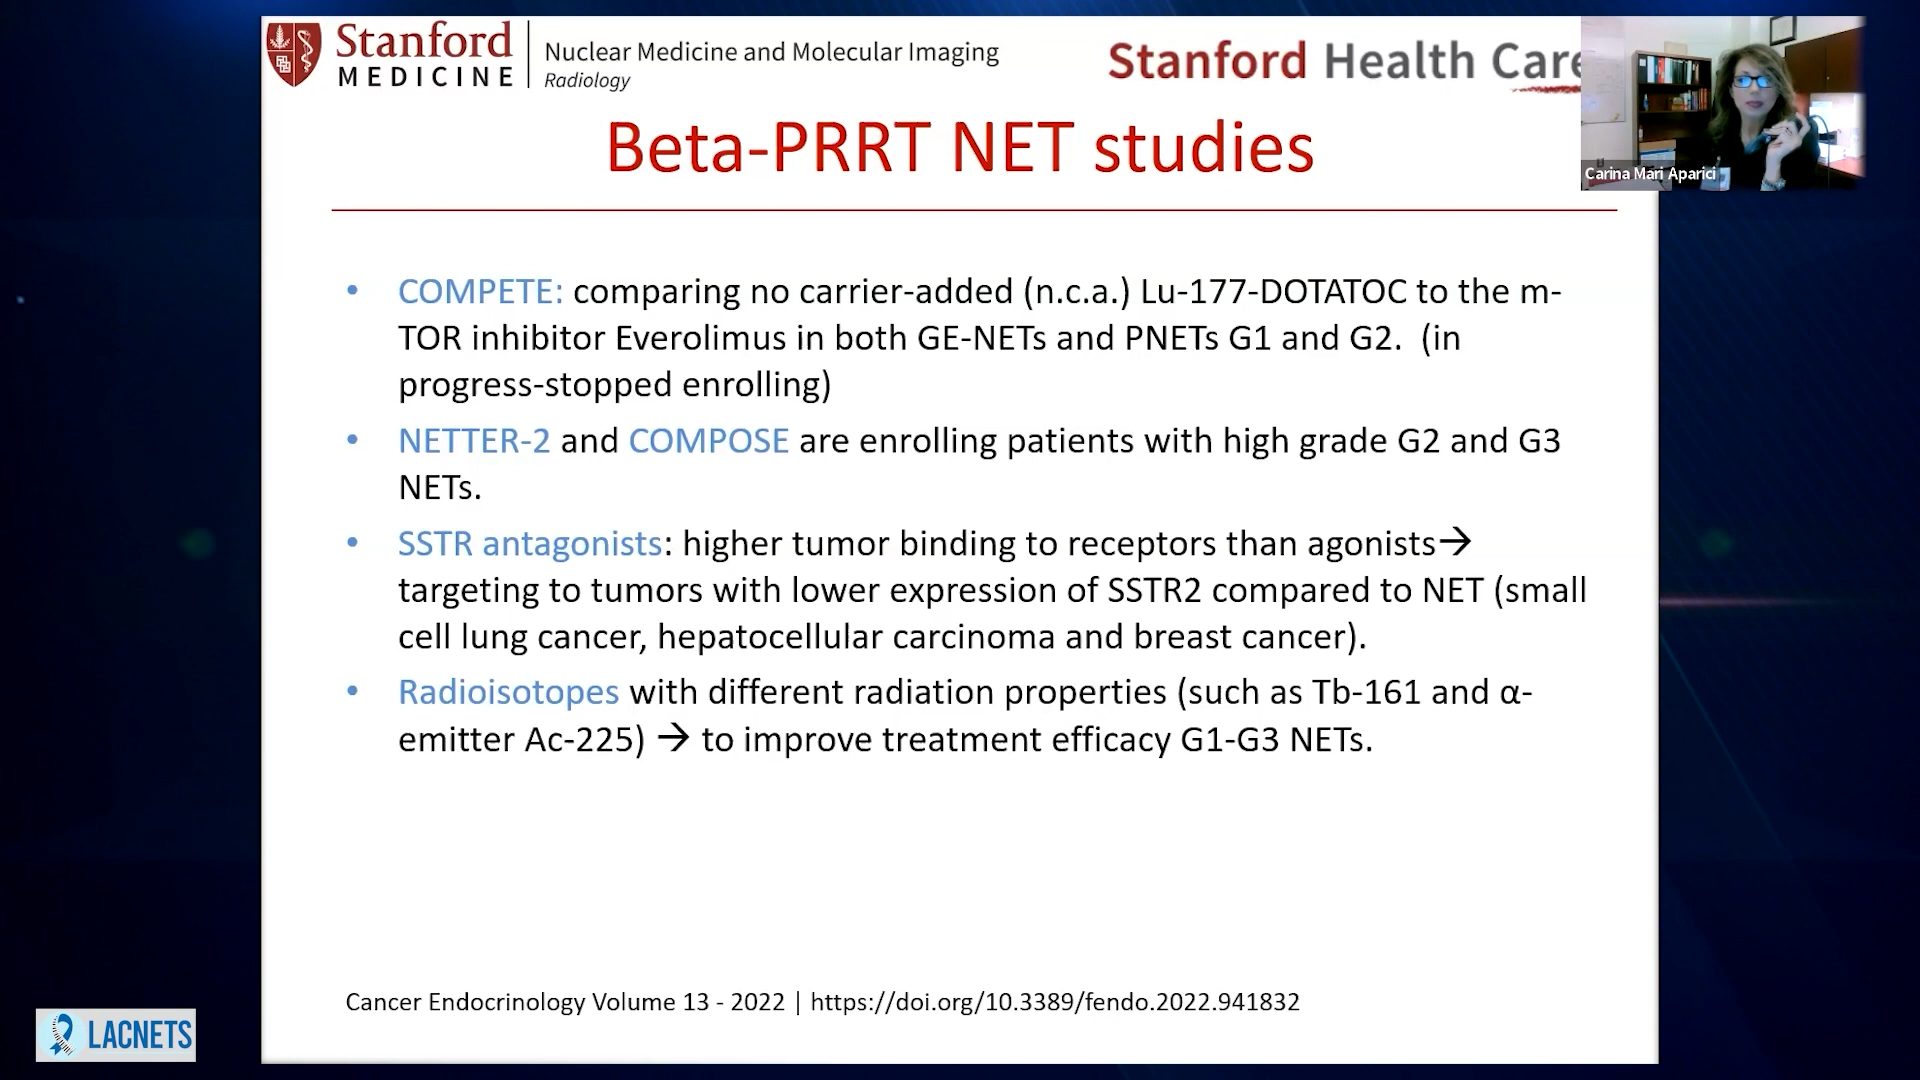 Stanford
MEDICINE
Nuclear Medicine and Molecular Imaging
Radiology
Stanford Health Care
Carina Mari Aparici
Beta-PRRT NET studies
• COMPETE: comparing no carrier-added (n.c.a.) Lu-177-DOTATOC to the m-
TOR inhibitor Everolimus in both GE-NETs and PNETs G1 and G2. (in
progress-stopped enrolling)
• NETTER-2 and COMPOSE are enrolling patients with high grade G2 and G3
NETs.
• SSTR antagonists: higher tumor binding to receptors than agonists→
targeting to tumors with lower expression of SSTR2 compared to NET (small
cell lung cancer, hepatocellular carcinoma and breast cancer).
• Radioisotopes with different radiation properties (such as Tb-161 and α-
emitter Ac-225) → to improve treatment efficacy G1-G3 NETs.
Cancer Endocrinology Volume 13 - 2022 | https://doi.org/10.3389/fendo.2022.941832
LACNETS